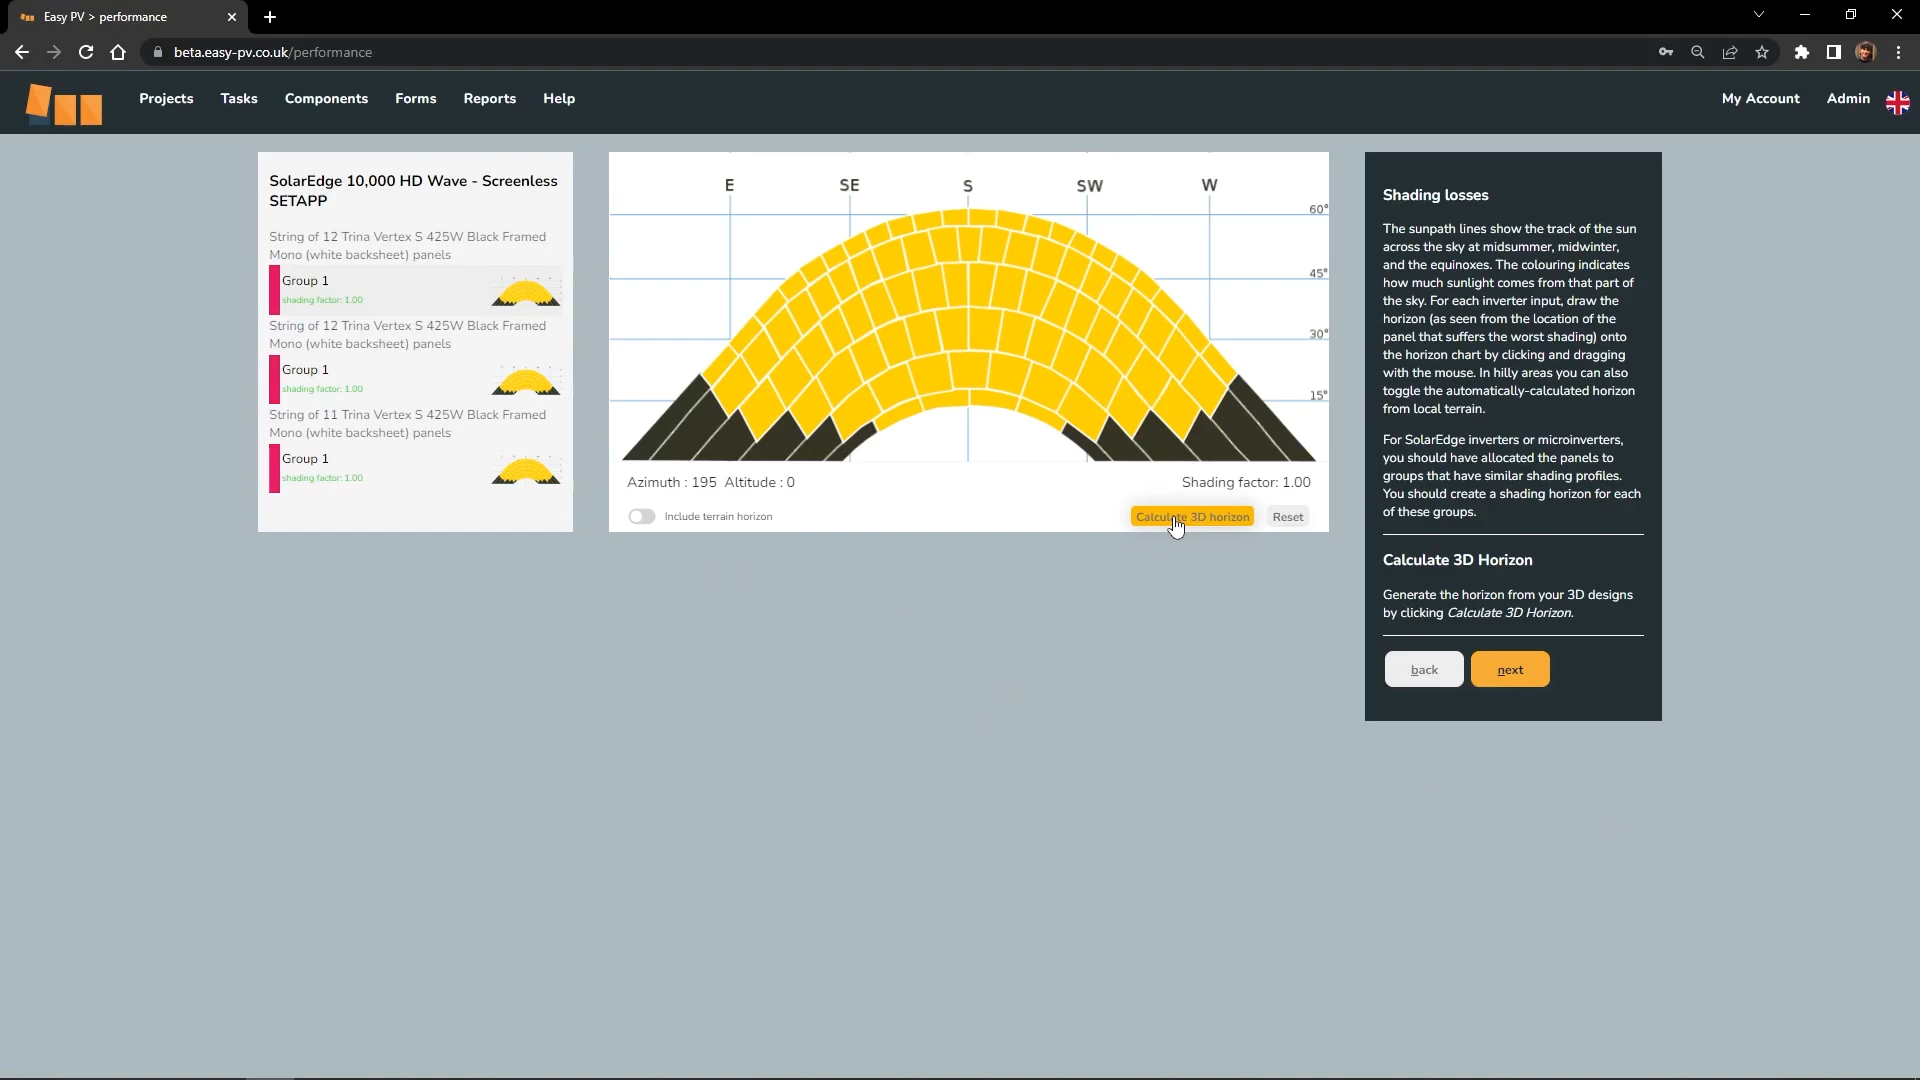 Easy PV > performance
beta.easy-pv.co.uk/performance
Projects Tasks Components Forms Reports Help My Account Admin
SolarEdge 10,000 HD Wave - Screenless
SETAPP
String of 12 Trina Vertex S 425W Black Framed
Mono (white backsheet) panels
Group 1
shading factor: 1.00
String of 12 Trina Vertex S 425W Black Framed
Mono (white backsheet) panels
Group 1
shading factor: 1.00
String of 11 Trina Vertex S 425W Black Framed
Mono (white backsheet) panels
Group 1
shading factor: 1.00
E SE S SW W
60°
45°
30°
15°
Azimuth : 195 Altitude : 0 Shading factor: 1.00
Include terrain horizon Calculate 3D horizon Reset
Shading losses
The sunpath lines show the track of the sun
across the sky at midsummer, midwinter,
and the equinoxes. The colouring indicates
how much sunlight comes from that part of
the sky. For each inverter input, draw the
horizon (as seen from the location of the
panel that suffers the worst shading) onto
the horizon chart by clicking and dragging
with the mouse. In hilly areas you can also
toggle the automatically-calculated horizon
from local terrain.
For SolarEdge inverters or microinverters,
you should have allocated the panels to
groups that have similar shading profiles.
You should create a shading horizon for each
of these groups.
Calculate 3D Horizon
Generate the horizon from your 3D designs
by clicking Calculate 3D Horizon.
back next